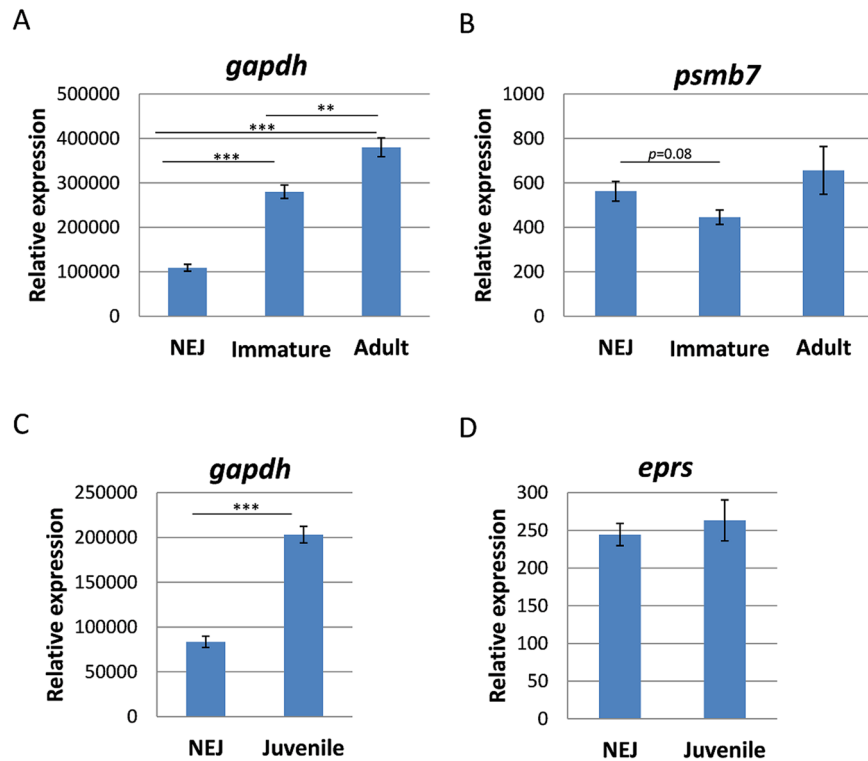 A
gapdh
Relative expression
500000
400000
300000
200000
100000
0
***
***
**
NEJ
Immature
Adult
B
psmb7
Relative expression
1000
800
600
400
200
0
p=0.08
NEJ
Immature
Adult
C
gapdh
Relative expression
250000
200000
150000
100000
50000
0
***
NEJ
Juvenile
D
eprs
Relative expression
300
250
200
150
100
50
0
NEJ
Juvenile